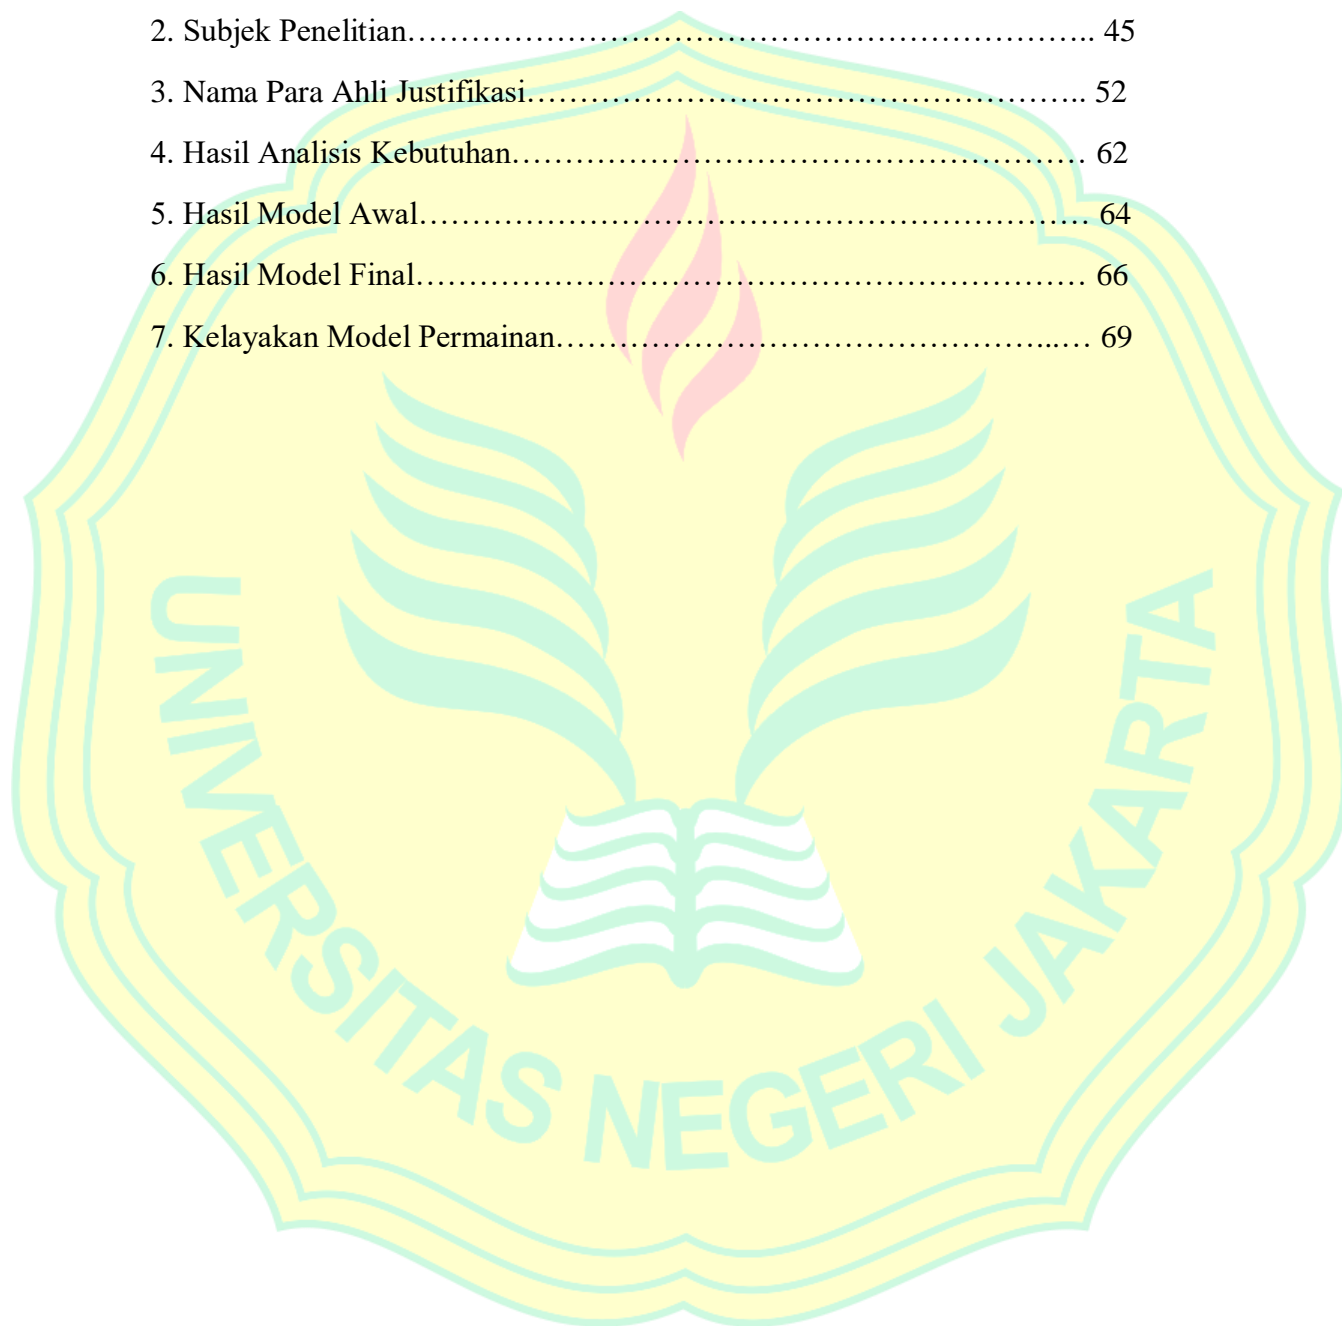 2. Subjek Penelitian……………………………………………………….. 45
3. Nama Para Ahli Justifikasi…………………………………………….. 52
4. Hasil Analisis Kebutuhan……………………………………………… 62
5. Hasil Model Awal……………………………………………………… 64
6. Hasil Model Final……………………………………………………… 66
7. Kelayakan Model Permainan………………………………………...… 69
UNIVERSITAS NEGERI JAKARTA